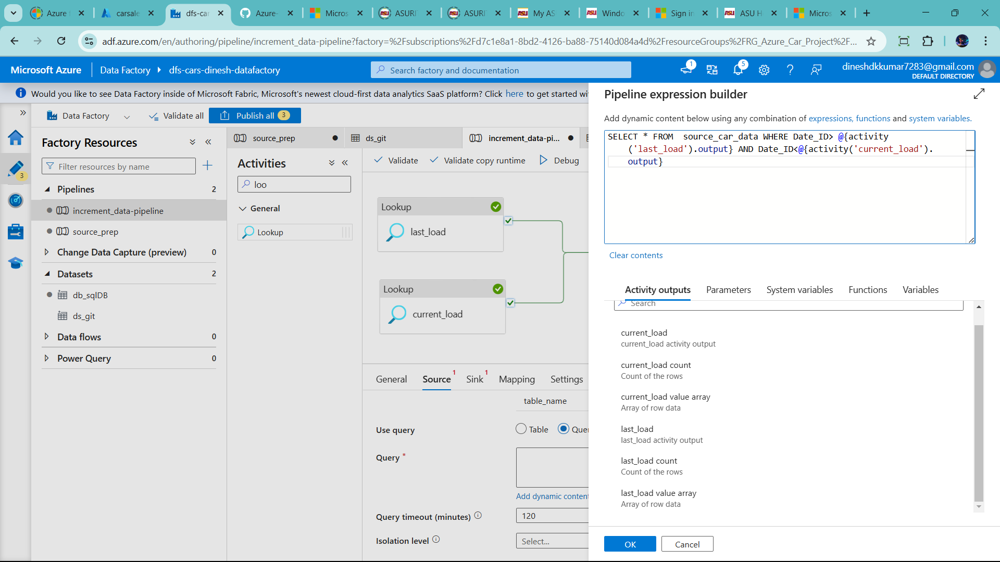 Azure
carsale
dfs-car
Azure-
Micros
ASURI
ASURI
My AS
Windo
Sign in
ASU H
Micros
adf.azure.com/en/authoring/pipeline/increment_data-pipeline?factory=%2Fsubscriptions%2Fd7c1e8a1-8bd2-4126-ba88-75140d084a4d%2FresourceGroups%2FRG_Azure_Car_Project%2F...
Microsoft Azure
Data Factory
dfs-cars-dinesh-datafactory
Search factory and documentation
1
5
dineshdkkumar7283@gmail.com
DEFAULT DIRECTORY
Would you like to see Data Factory inside of Microsoft Fabric, Microsoft's newest cloud-first data analytics SaaS platform? Click here to get started wi
Data Factory
Validate all
Publish all 3
3
Factory Resources
Filter resources by name
Pipelines 2
increment_data-pipeline
source_prep
Change Data Capture (preview) 0
Datasets 2
db_sqlDB
ds_git
Data flows 0
Power Query 0
source_prep
ds_git
increment_data-pi...
Activities
loo
General
Lookup
Validate
Validate copy runtime
Debug
Lookup
last_load
Lookup
current_load
General
Source 1
Sink 1
Mapping
Settings
table_name
Use query
Table
Quer
Query *
Add dynamic content
Query timeout (minutes)
120
Isolation level
Select...
Pipeline expression builder
Add dynamic content below using any combination of expressions, functions and system variables.
SELECT * FROM  source_car_data WHERE Date_ID> @{activity
('last_load').output} AND Date_ID<@{activity('current_load').
output}
Clear contents
Activity outputs
Parameters
System variables
Functions
Variables
Search
current_load
current_load activity output
current_load count
Count of the rows
current_load value array
Array of row data
last_load
last_load activity output
last_load count
Count of the rows
last_load value array
Array of row data
OK
Cancel